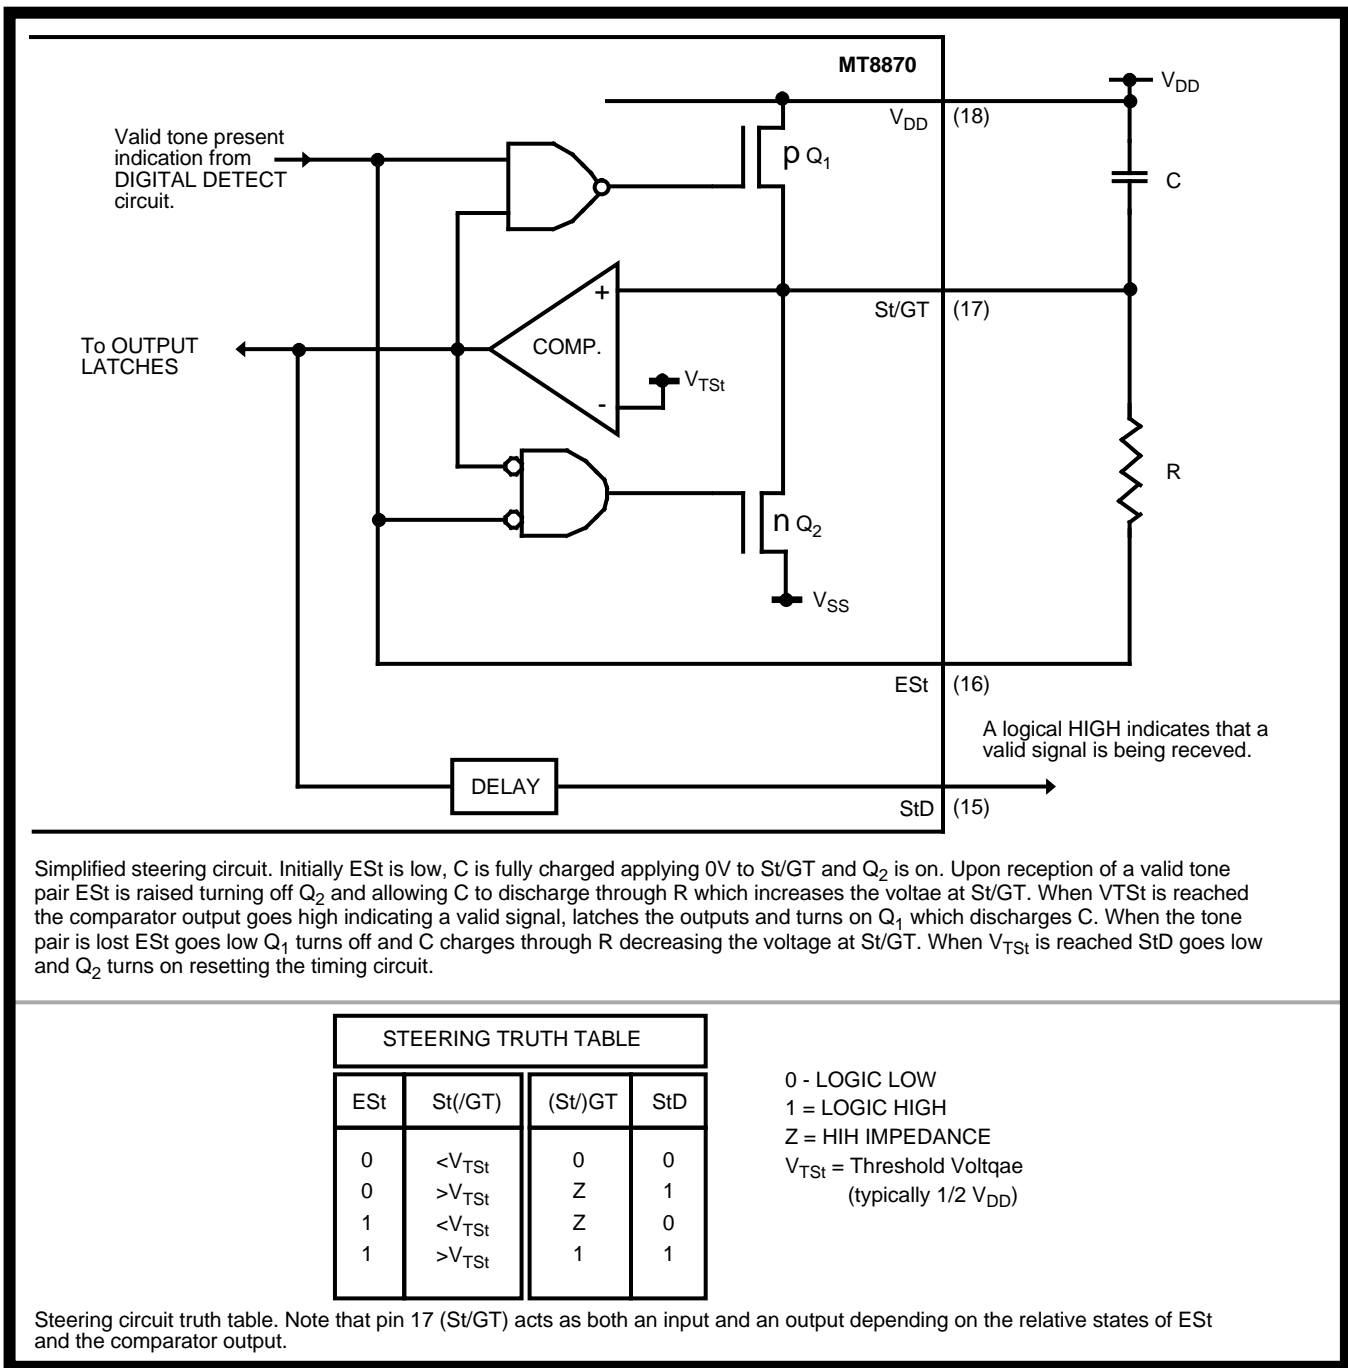 MT8870
VDD
VDD (18)
Valid tone present
indication from
DIGITAL DETECT
circuit.
p Q1
C
+
St/GT (17)
To OUTPUT
LATCHES
COMP.
VTSt
-
R
n Q2
VSS
ESt (16)
A logical HIGH indicates that a
valid signal is being receved.
DELAY
StD (15)
Simplified steering circuit. Initially ESt is low, C is fully charged applying 0V to St/GT and Q2 is on. Upon reception of a valid tone
pair ESt is raised turning off Q2 and allowing C to discharge through R which increases the voltae at St/GT. When VTSt is reached
the comparator output goes high indicating a valid signal, latches the outputs and turns on Q1 which discharges C. When the tone
pair is lost ESt goes low Q1 turns off and C charges through R decreasing the voltage at St/GT. When VTSt is reached StD goes low
and Q2 turns on resetting the timing circuit.
STEERING TRUTH TABLE
ESt St(/GT) (St/)GT StD
0 <VTSt 0 0
0 >VTSt Z 1
1 <VTSt Z 0
1 >VTSt 1 1
0 - LOGIC LOW
1 = LOGIC HIGH
Z = HIH IMPEDANCE
VTSt = Threshold Voltqae
(typically 1/2 VDD)
Steering circuit truth table. Note that pin 17 (St/GT) acts as both an input and an output depending on the relative states of ESt
and the comparator output.